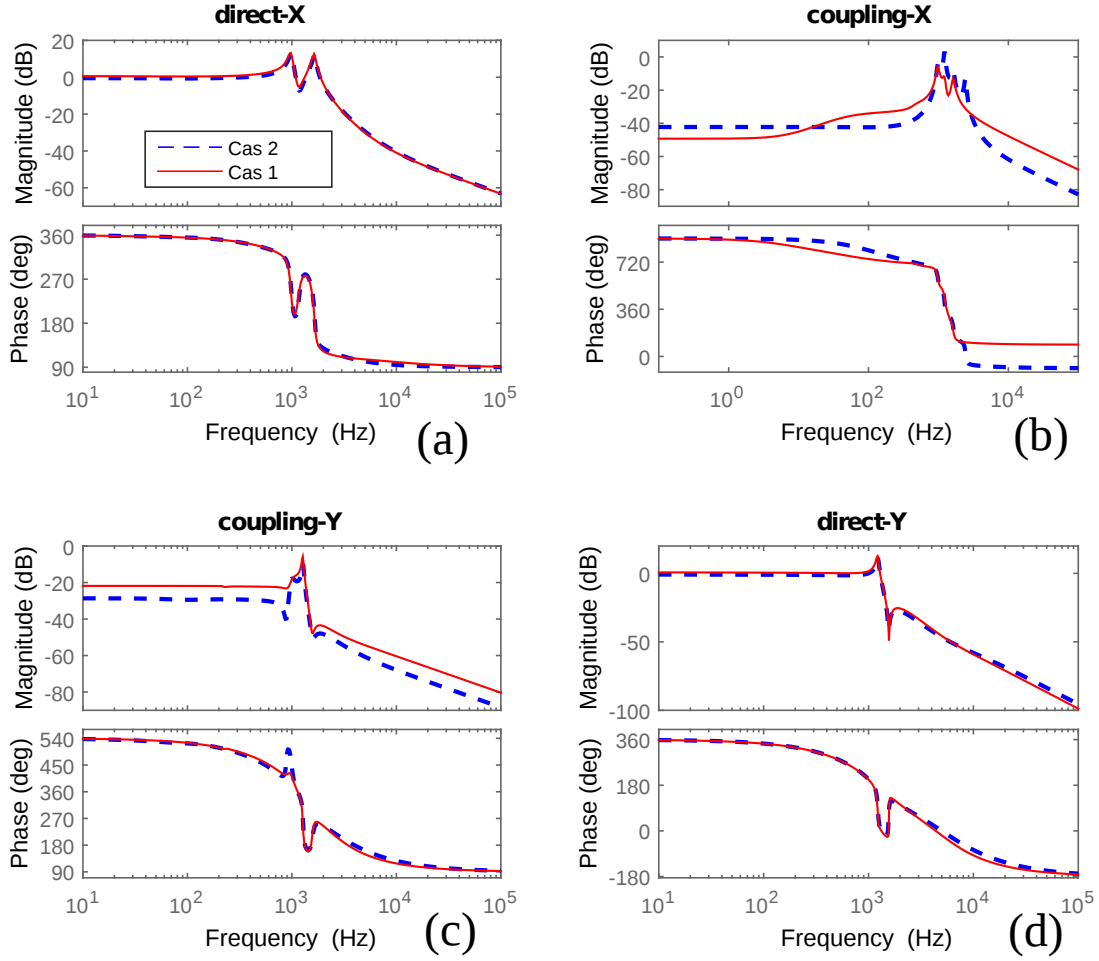 direct-X
20
0
-20
-40
-60
Magnitude (dB)
Cas 2
Cas 1
360
270
180
90
Phase (deg)
10^1 10^2 10^3 10^4 10^5
Frequency (Hz)
(a)
coupling-X
0
-20
-40
-60
-80
Magnitude (dB)
720
360
0
Phase (deg)
10^0 10^2 10^4
Frequency (Hz)
(b)
coupling-Y
0
-20
-40
-60
-80
Magnitude (dB)
540
450
360
270
180
90
Phase (deg)
10^1 10^2 10^3 10^4 10^5
Frequency (Hz)
(c)
direct-Y
0
-50
-100
Magnitude (dB)
360
180
0
-180
Phase (deg)
10^1 10^2 10^3 10^4 10^5
Frequency (Hz)
(d)